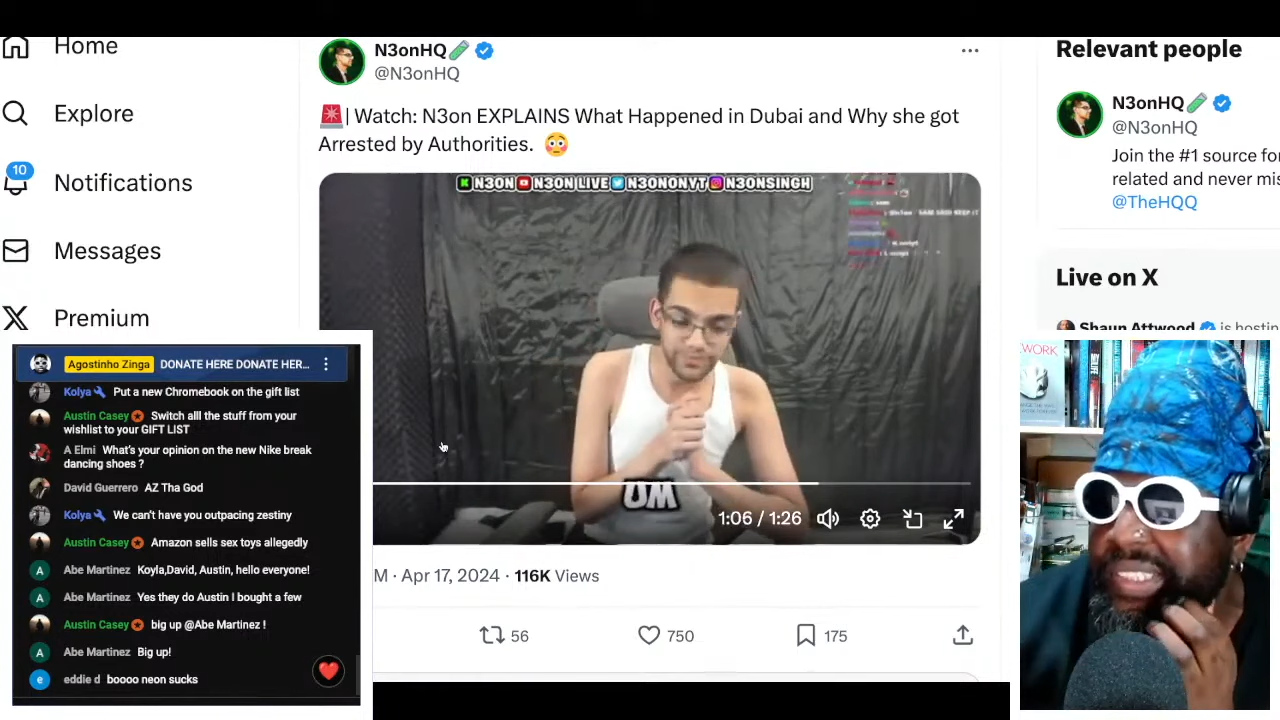 Home
Explore
10
Notifications
Messages
Premium
N3onHQ
@N3onHQ
| Watch: N3on EXPLAINS What Happened in Dubai and Why she got
Arrested by Authorities.
N3ON N3ON LIVE N3ONONYT N3ONSINGH
UM
1:06 / 1:26
M · Apr 17, 2024 · 116K Views
56
750
175
Relevant people
N3onHQ
@N3onHQ
Join the #1 source fo
related and never mis
@TheHQQ
Live on X
Shaun Attwood is hostin
Agostinho Zinga DONATE HERE DONATE HER...
Kolya Put a new Chromebook on the gift list
Austin Casey Switch alll the stuff from your
wishlist to your GIFT LIST
A Elmi What's your opinion on the new Nike break
dancing shoes ?
David Guerrero AZ Tha God
Kolya We can't have you outpacing zestiny
Austin Casey Amazon sells sex toys allegedly
A Abe Martinez Koyla,David, Austin, hello everyone!
A Abe Martinez Yes they do Austin I bought a few
Austin Casey big up @Abe Martinez !
A Abe Martinez Big up!
e eddie d boooo neon sucks
WORK